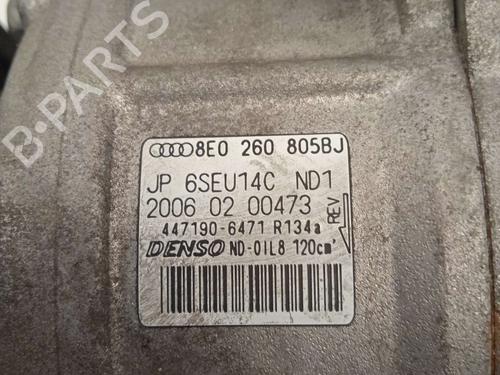 8E0 260 805BJ
JP 6SEU14C ND1
2006 02 00473
REV
447190-6471 R134a
DENSO ND-OIL8 120cm³
B-PARTS